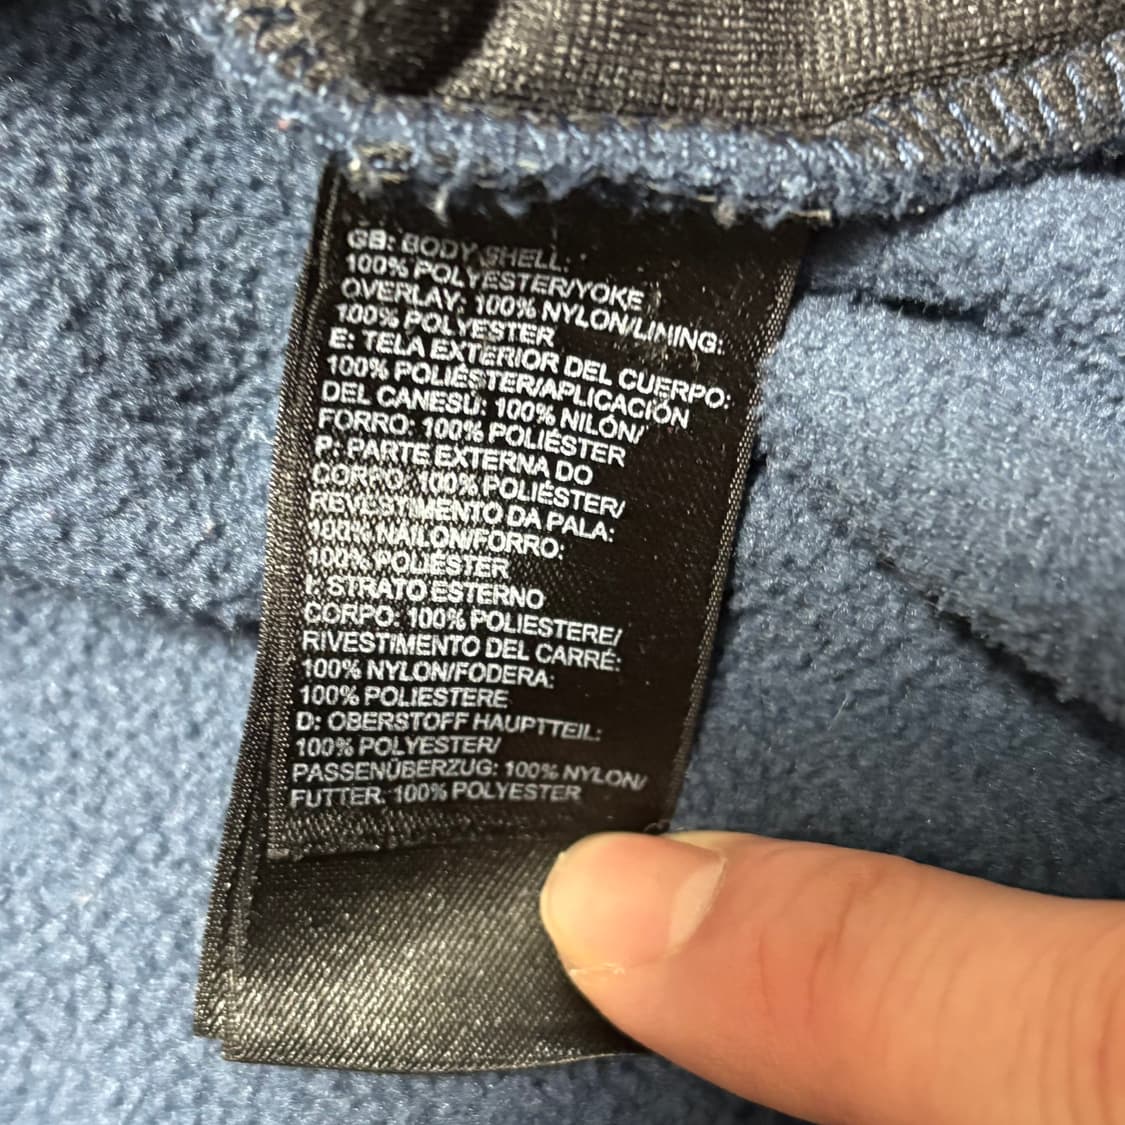 GB: BODY SHELL:
100% POLYESTER/YOKE
OVERLAY: 100% NYLON/LINING:
100% POLYESTER
E: TELA EXTERIOR DEL CUERPO:
100% POLIÉSTER/APLICACIÓN
DEL CANESÚ: 100% NILÓN/
FORRO: 100% POLIÉSTER
P: PARTE EXTERNA DO
CORPO: 100% POLIÉSTER/
REVESTIMENTO DA PALA:
100% NÁILON/FORRO:
100% POLIÉSTER
I: STRATO ESTERNO
CORPO: 100% POLIESTERE/
RIVESTIMENTO DEL CARRÉ:
100% NYLON/FODERA:
100% POLIESTERE
D: OBERSTOFF HAUPTTEIL:
100% POLYESTER/
PASSENÜBERZUG: 100% NYLON/
FUTTER: 100% POLYESTER